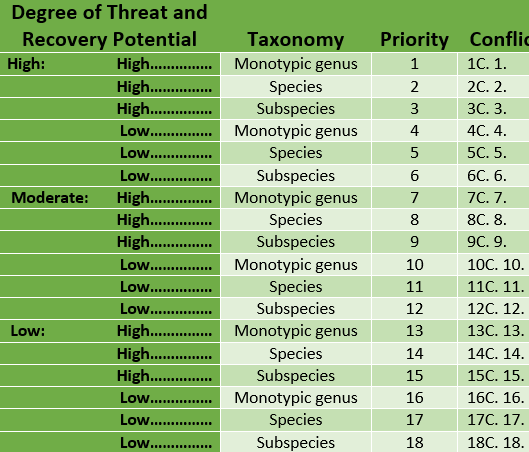 Degree of Threat and
Recovery Potential Taxonomy Priority Conflic
High: High............... Monotypic genus 1 1C. 1.
High............... Species 2 2C. 2.
High............... Subspecies 3 3C. 3.
Low............... Monotypic genus 4 4C. 4.
Low............... Species 5 5C. 5.
Low............... Subspecies 6 6C. 6.
Moderate: High............... Monotypic genus 7 7C. 7.
High............... Species 8 8C. 8.
High............... Subspecies 9 9C. 9.
Low............... Monotypic genus 10 10C. 10.
Low............... Species 11 11C. 11.
Low............... Subspecies 12 12C. 12.
Low: High............... Monotypic genus 13 13C. 13.
High............... Species 14 14C. 14.
High............... Subspecies 15 15C. 15.
Low............... Monotypic genus 16 16C. 16.
Low............... Species 17 17C. 17.
Low............... Subspecies 18 18C. 18.